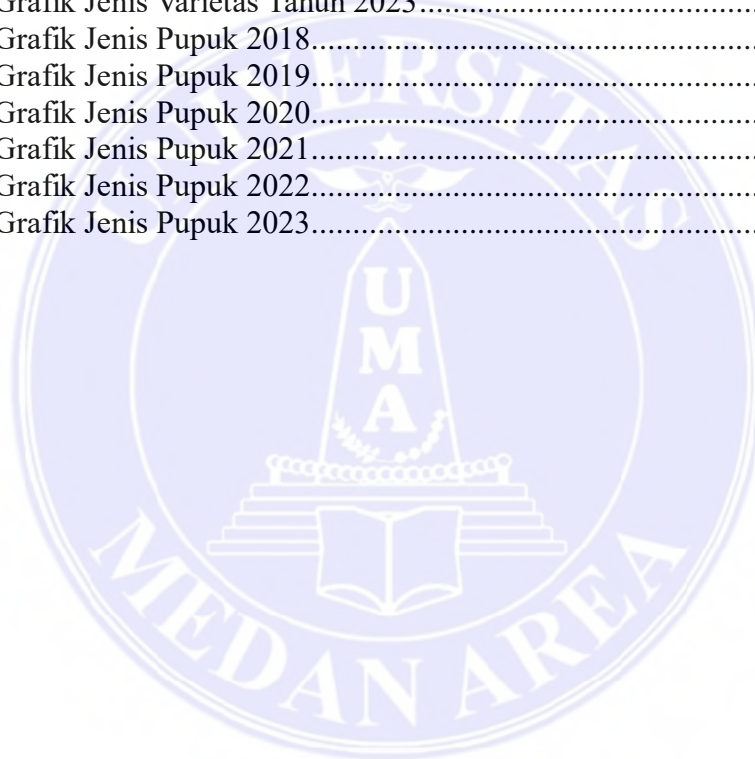 Grafik Jenis Varietas Tahun 2023....................................................
Grafik Jenis Pupuk 2018..................................................................
Grafik Jenis Pupuk 2019..................................................................
Grafik Jenis Pupuk 2020..................................................................
Grafik Jenis Pupuk 2021..................................................................
Grafik Jenis Pupuk 2022..................................................................
Grafik Jenis Pupuk 2023..................................................................
UNIVERSITAS
U
M
A
MEDAN AREA